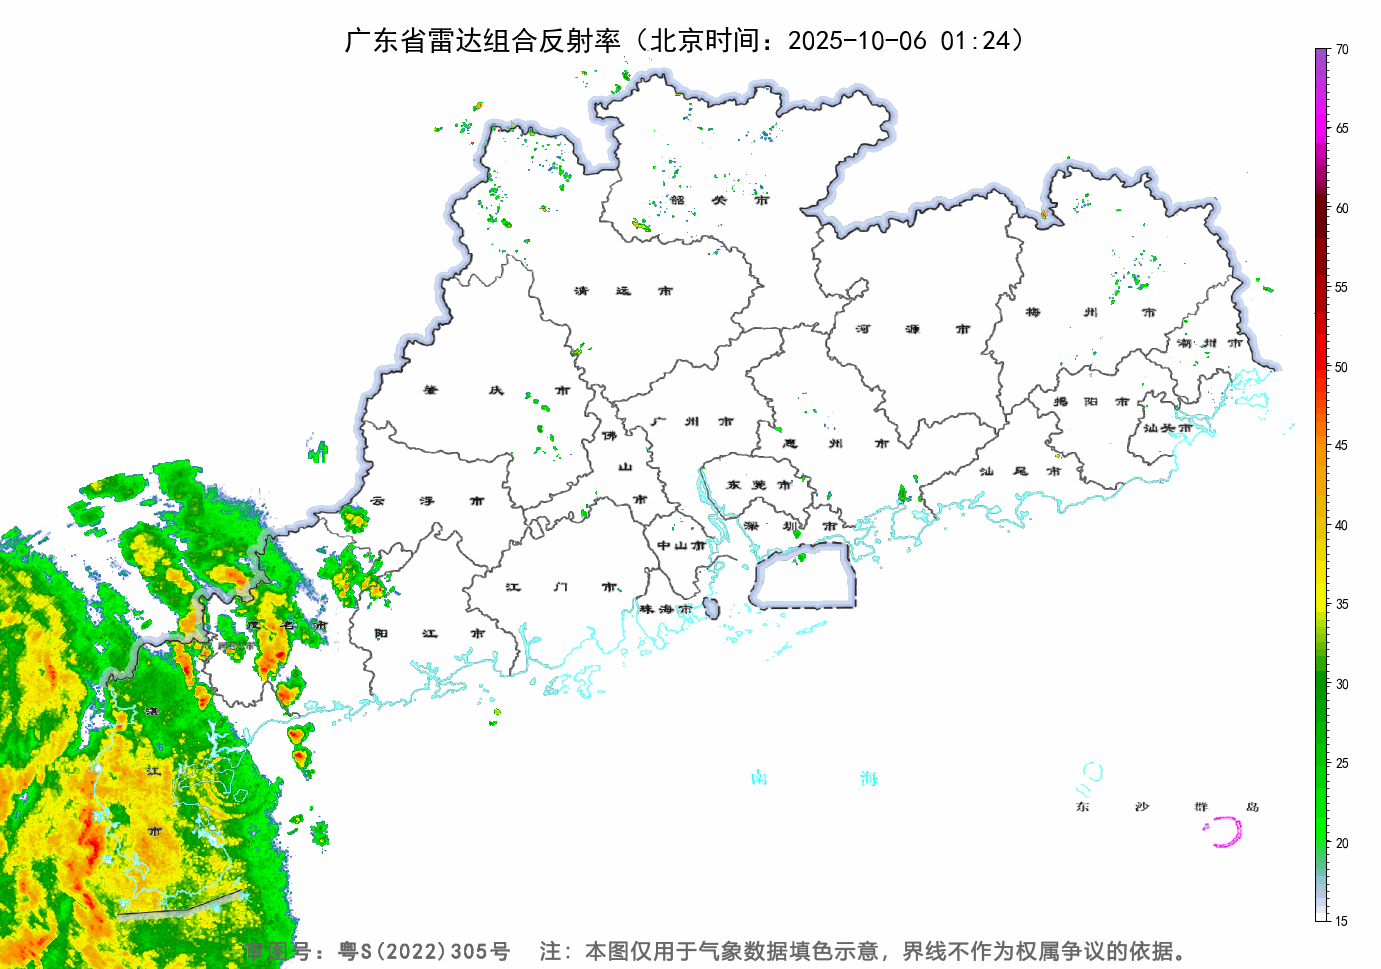 广东省雷达组合反射率（北京时间：2025-10-06 01:24）
70
65
60
55
50
45
40
35
30
25
20
15
韶关市
清远市
河源市
梅州市
潮州市
肇庆市
广州市
佛山市
惠州市
揭阳市
汕头市
汕尾市
云浮市
东莞市
深圳市
中山市
江门市
珠海市
阳江市
茂名市
湛江市
南海
东沙群岛
审图号：粤S(2022)305号 注：本图仅用于气象数据填色示意，界线不作为权属争议的依据。